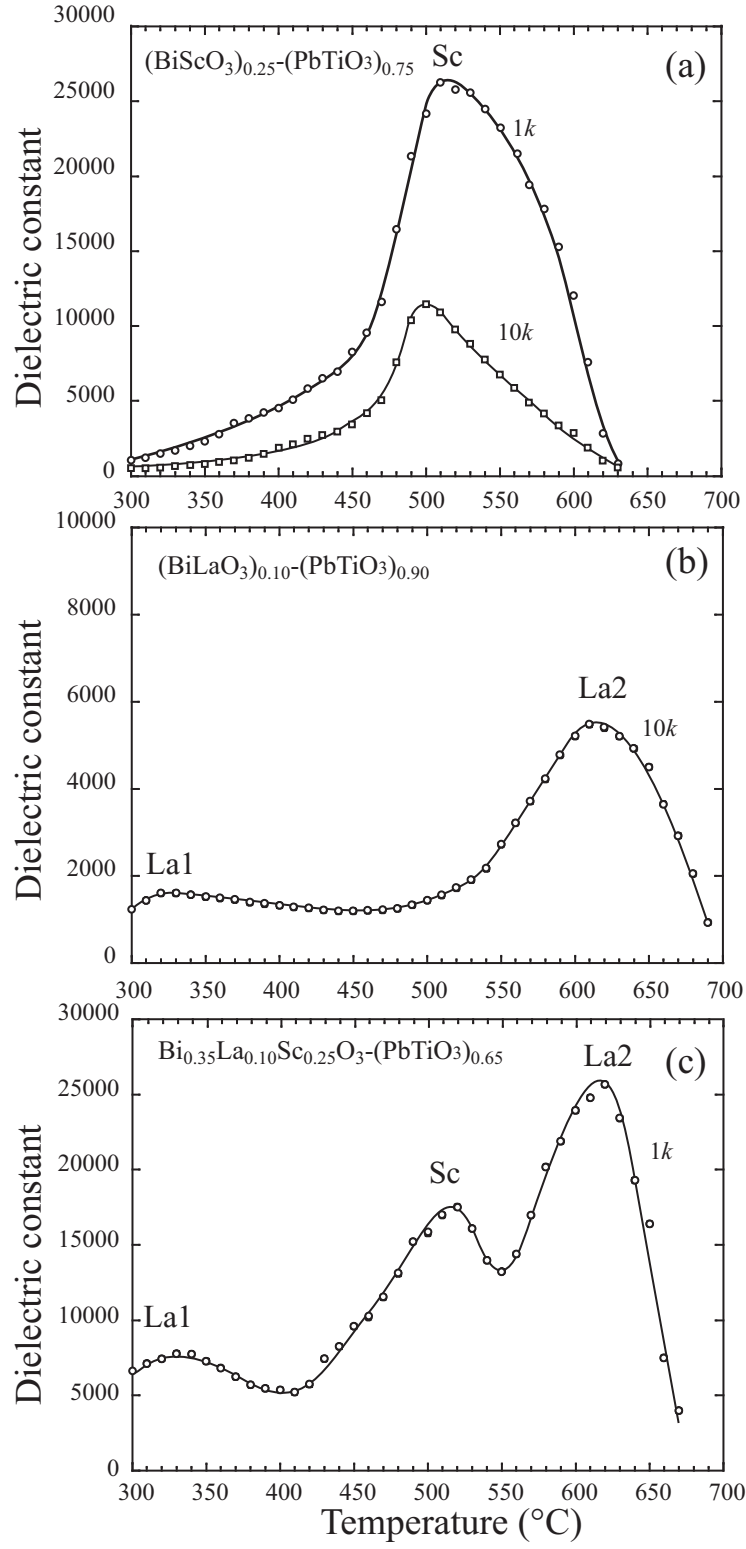 30000
(BiScO₃)₀.₂₅-(PbTiO₃)₀.₇₅
Sc
(a)
25000
1k
20000
Dielectric constant
15000
10000
10k
5000
0
300 350 400 450 500 550 600 650 700
10000
(BiLaO₃)₀.₁₀-(PbTiO₃)₀.₉₀
(b)
8000
La2
Dielectric constant
6000
10k
4000
La1
2000
0
300 350 400 450 500 550 600 650 700
30000
Bi₀.₃₅La₀.₁₀Sc₀.₂₅O₃-(PbTiO₃)₀.₆₅
La2
(c)
25000
1k
20000
Sc
Dielectric constant
15000
La1
10000
5000
0
300 350 400 450 500 550 600 650 700
Temperature (°C)